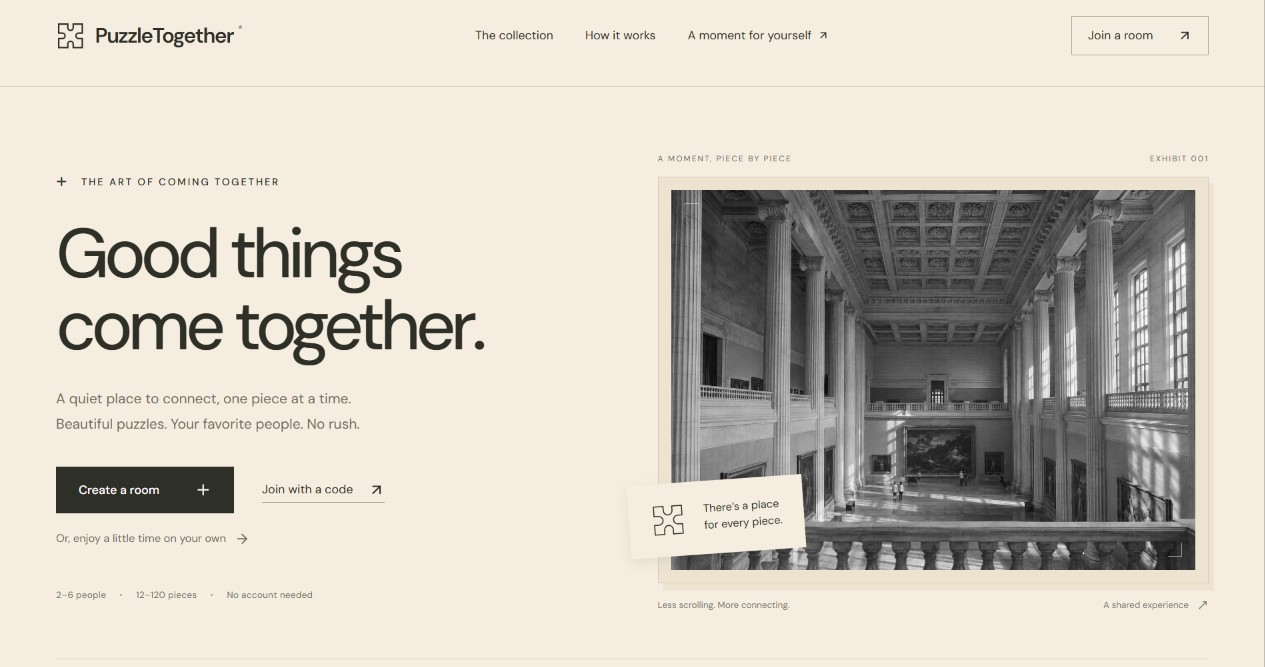 PuzzleTogether
The collection
How it works
A moment for yourself
Join a room
THE ART OF COMING TOGETHER
Good things
come together.
A quiet place to connect, one piece at a time.
Beautiful puzzles. Your favorite people. No rush.
Create a room
Join with a code
Or, enjoy a little time on your own
2–6 people · 12–120 pieces · No account needed
A MOMENT, PIECE BY PIECE
EXHIBIT 001
There's a place
for every piece.
Less scrolling. More connecting.
A shared experience